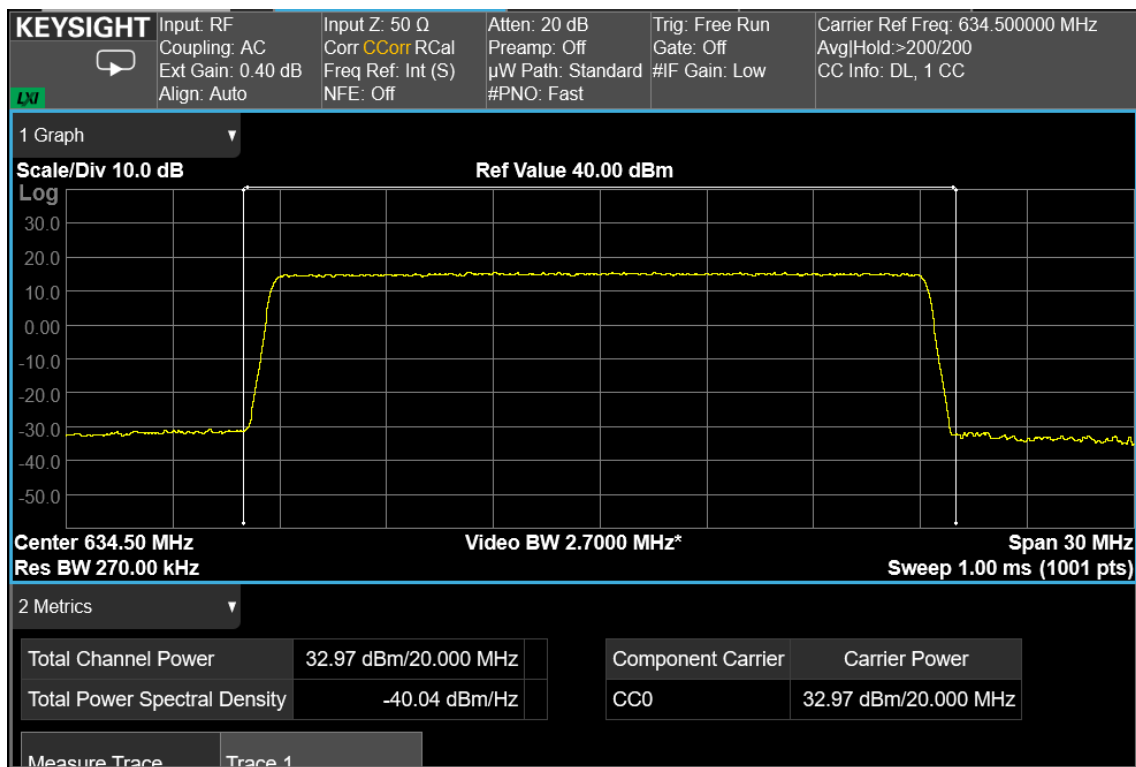 KEYSIGHT
Input: RF
Coupling: AC
Ext Gain: 0.40 dB
Align: Auto
Input Z: 50 Ω
Corr CCorr RCal
Freq Ref: Int (S)
NFE: Off
Atten: 20 dB
Preamp: Off
µW Path: Standard
#PNO: Fast
Trig: Free Run
Gate: Off
#IF Gain: Low
Carrier Ref Freq: 634.500000 MHz
Avg|Hold:>200/200
CC Info: DL, 1 CC
LXI
1 Graph
Scale/Div 10.0 dB
Ref Value 40.00 dBm
Log
30.0
20.0
10.0
0.00
-10.0
-20.0
-30.0
-40.0
-50.0
Center 634.50 MHz
Video BW 2.7000 MHz*
Span 30 MHz
Res BW 270.00 kHz
Sweep 1.00 ms (1001 pts)
2 Metrics
Total Channel Power 32.97 dBm/20.000 MHz
Total Power Spectral Density -40.04 dBm/Hz
Component Carrier Carrier Power
CC0 32.97 dBm/20.000 MHz
Measure Trace Trace 1